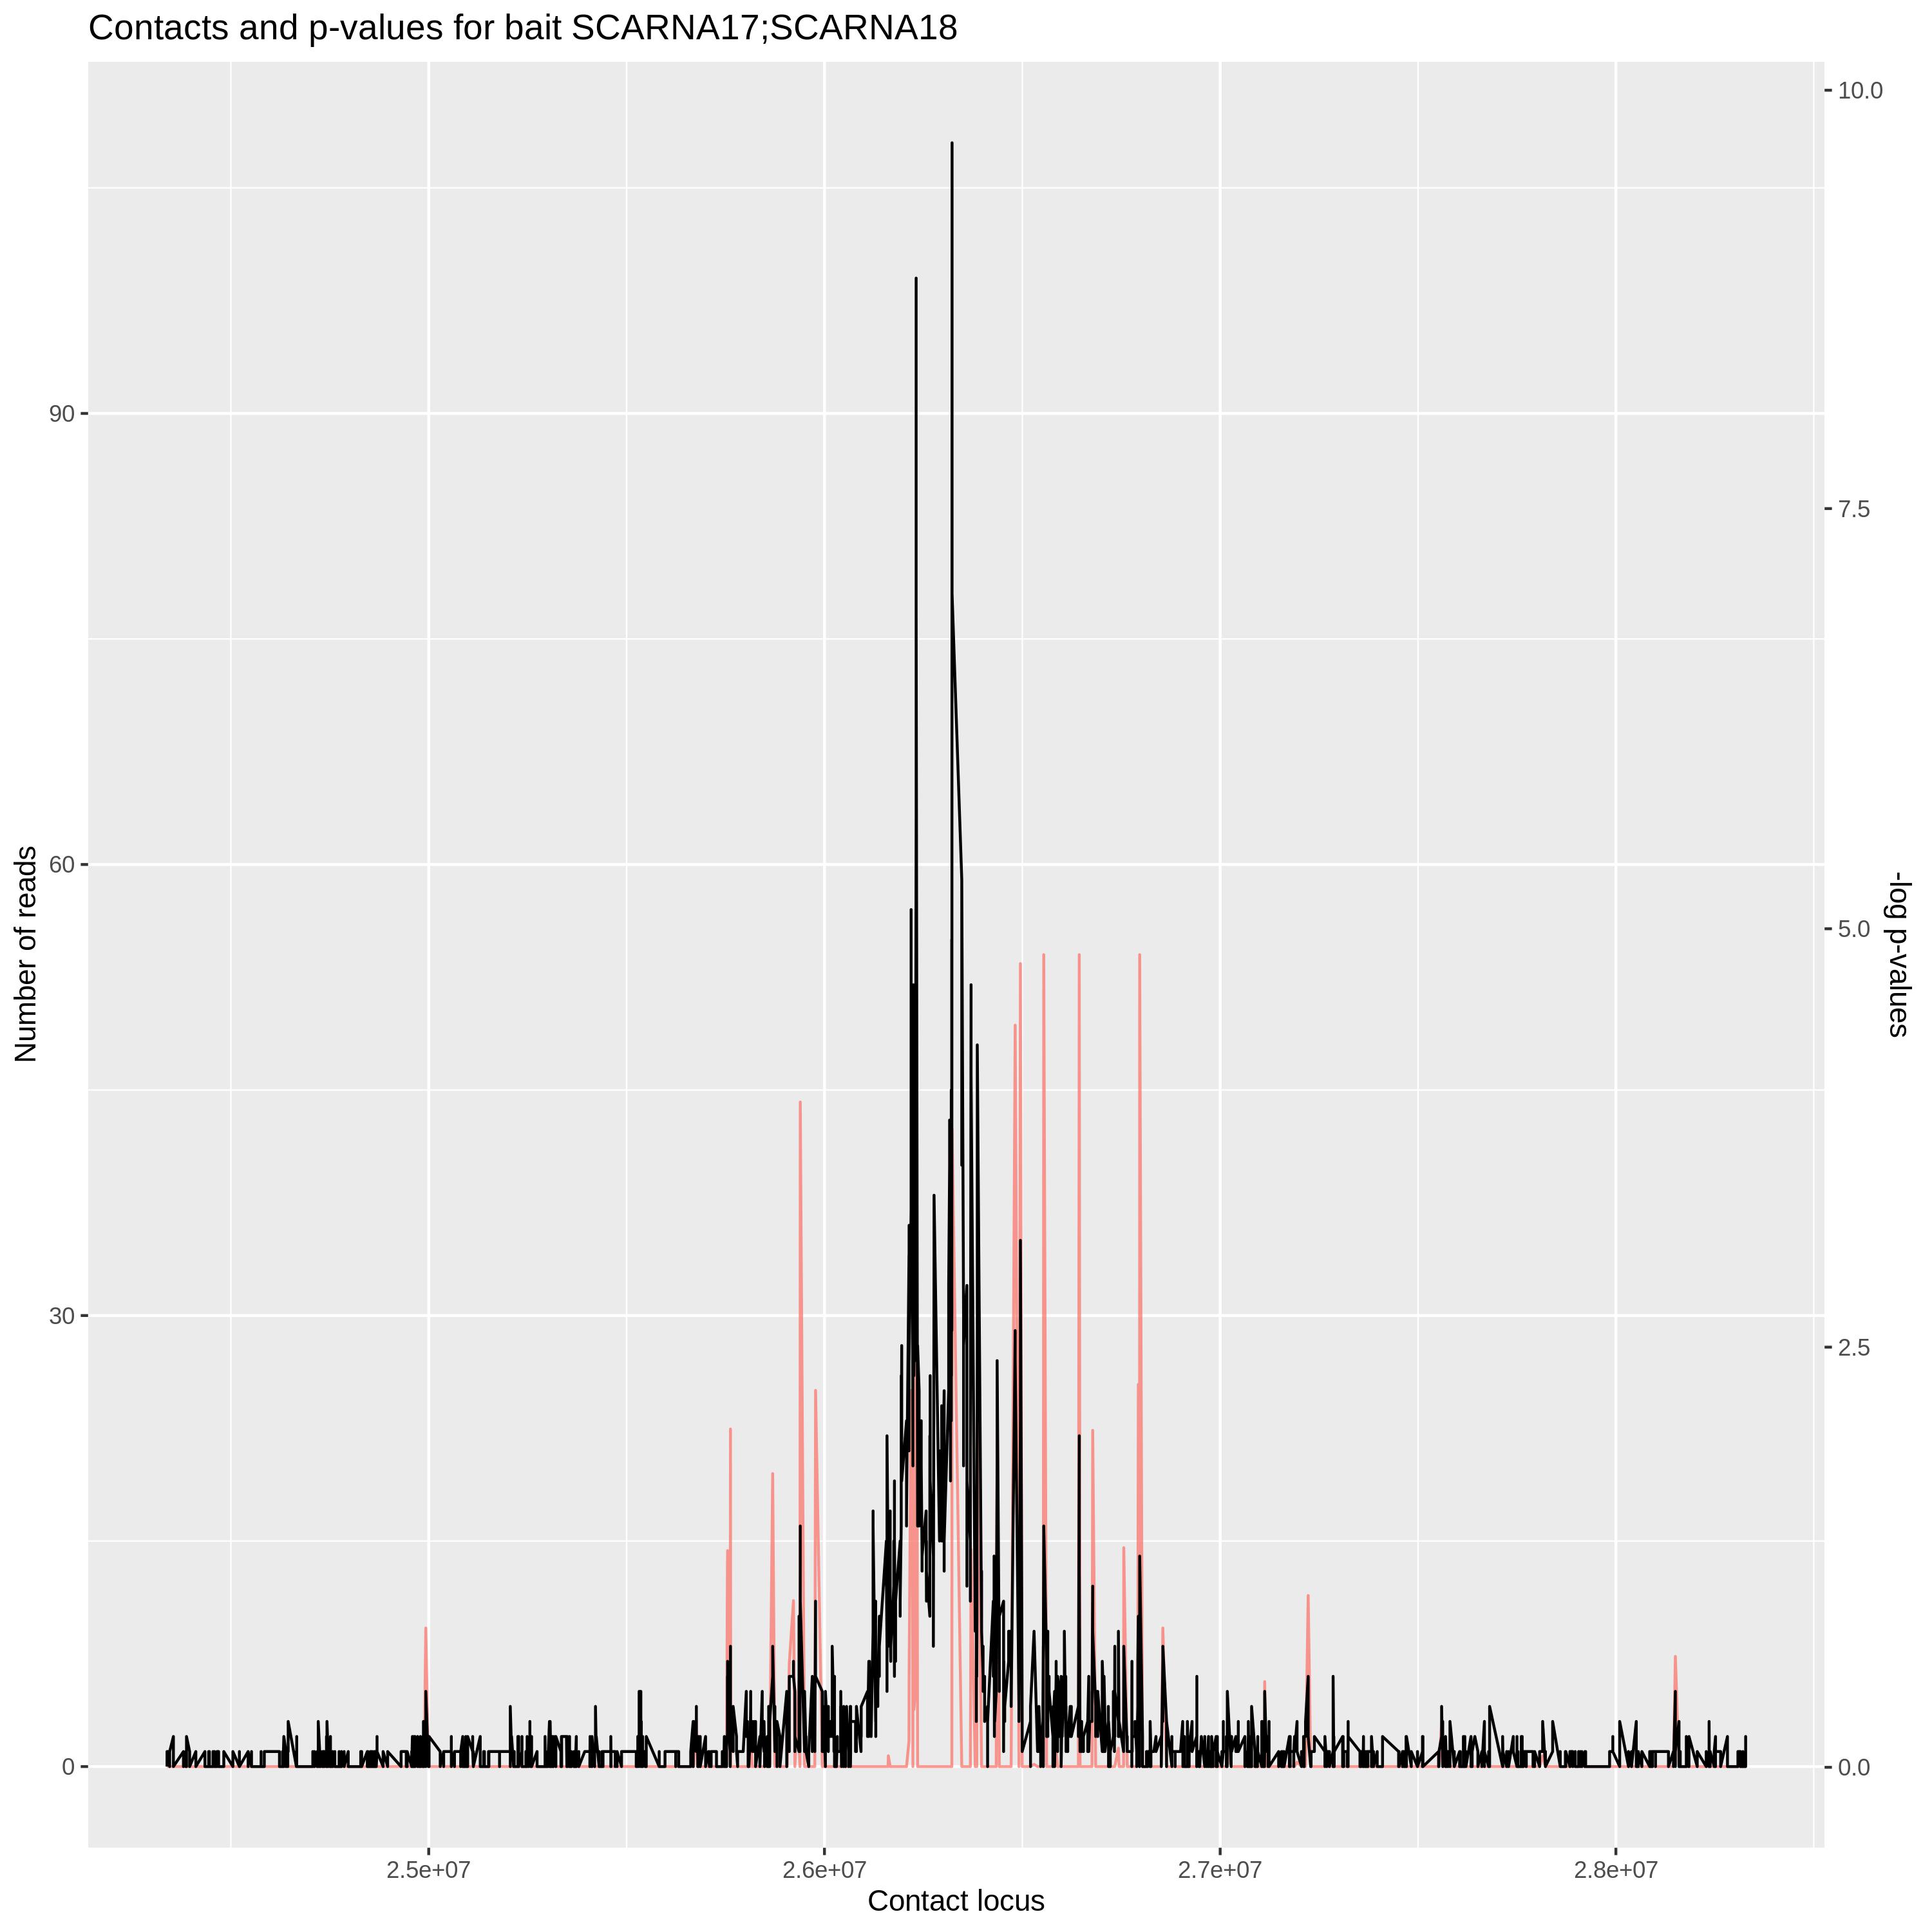 Contacts and p-values for bait SCARNA17;SCARNA18
Number of reads
90
60
30
0
10.0
7.5
5.0
2.5
0.0
-log p-values
2.5e+07
2.6e+07
2.7e+07
2.8e+07
Contact locus